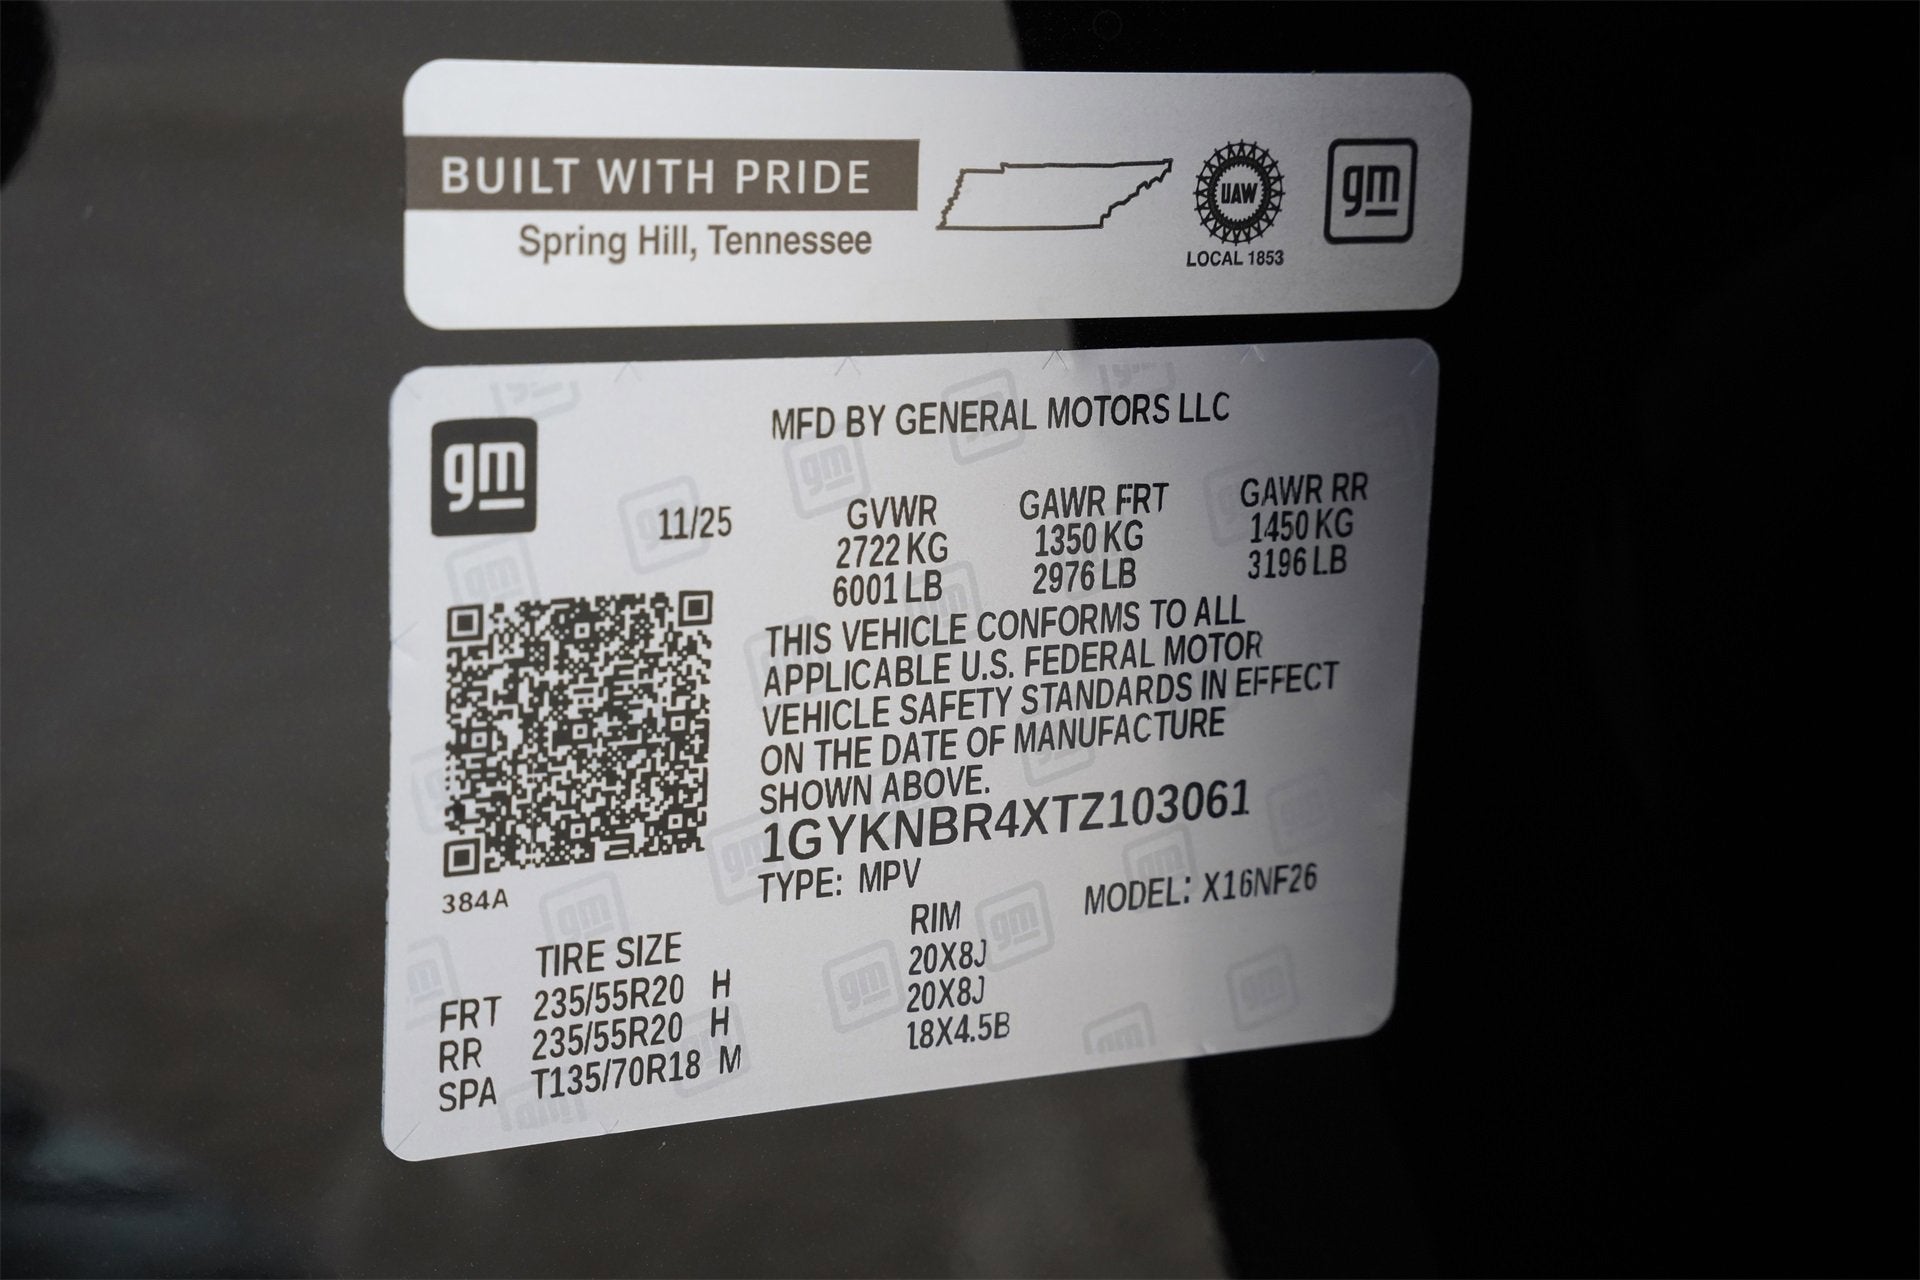 BUILT WITH PRIDE
Spring Hill, Tennessee
UAW
LOCAL 1853
gm
gm
MFD BY GENERAL MOTORS LLC
11/25
GVWR
2722 KG
6001 LB
GAWR FRT
1350 KG
2976 LB
GAWR RR
1450 KG
3196 LB
THIS VEHICLE CONFORMS TO ALL
APPLICABLE U.S. FEDERAL MOTOR
VEHICLE SAFETY STANDARDS IN EFFECT
ON THE DATE OF MANUFACTURE
SHOWN ABOVE.
1GYKNBR4XTZ103061
TYPE: MPV
MODEL: X16NF26
384A
TIRE SIZE RIM
FRT 235/55R20 H 20X8J
RR 235/55R20 H 20X8J
SPA T135/70R18 M 18X4.5B